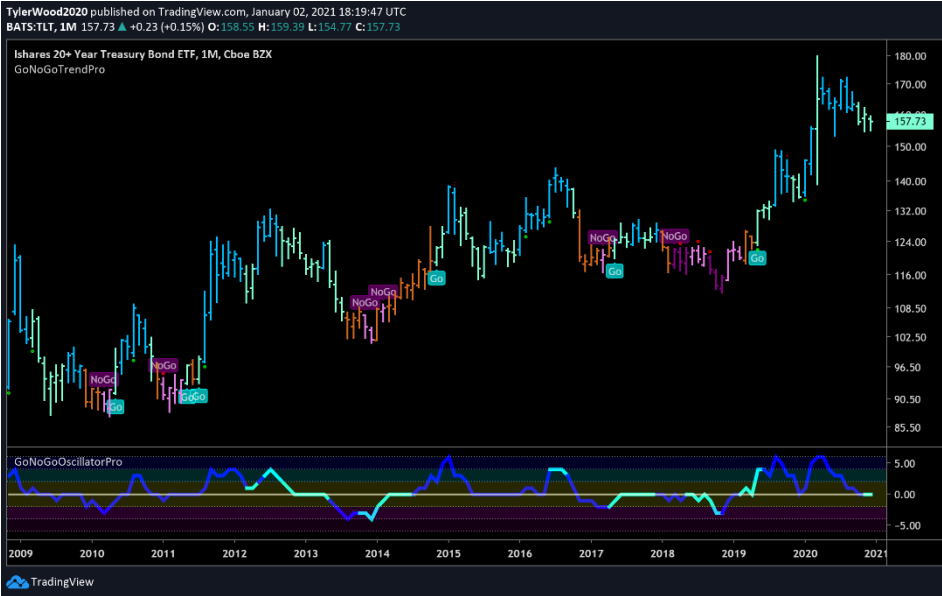 TylerWood2020 published on TradingView.com, January 02, 2021 18:19:47 UTC
BATS:TLT, 1M 157.73 ▲ +0.23 (+0.15%) O:158.55 H:159.39 L:154.77 C:157.73
Ishares 20+ Year Treasury Bond ETF, 1M, Cboe BZX
GoNoGoTrendPro
180.00
170.00
157.73
150.00
140.00
132.00
124.00
116.00
108.50
102.50
96.50
90.50
85.50
NoGo
Go
NoGo
Go
Go
NoGo
NoGo
Go
NoGo
Go
NoGo
Go
GoNoGoOscillatorPro
5.00
0.00
−5.00
2009 2010 2011 2012 2013 2014 2015 2016 2017 2018 2019 2020 2021
TradingView